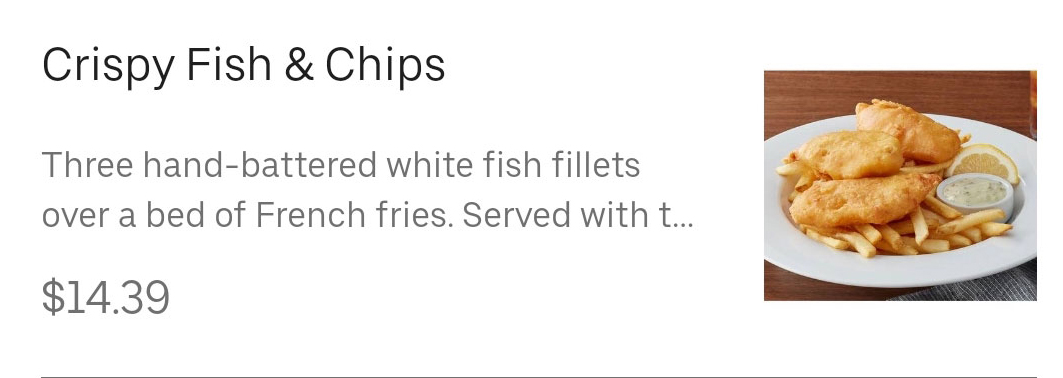 Crispy Fish & Chips
Three hand-battered white fish fillets
over a bed of French fries. Served with t...
$14.39